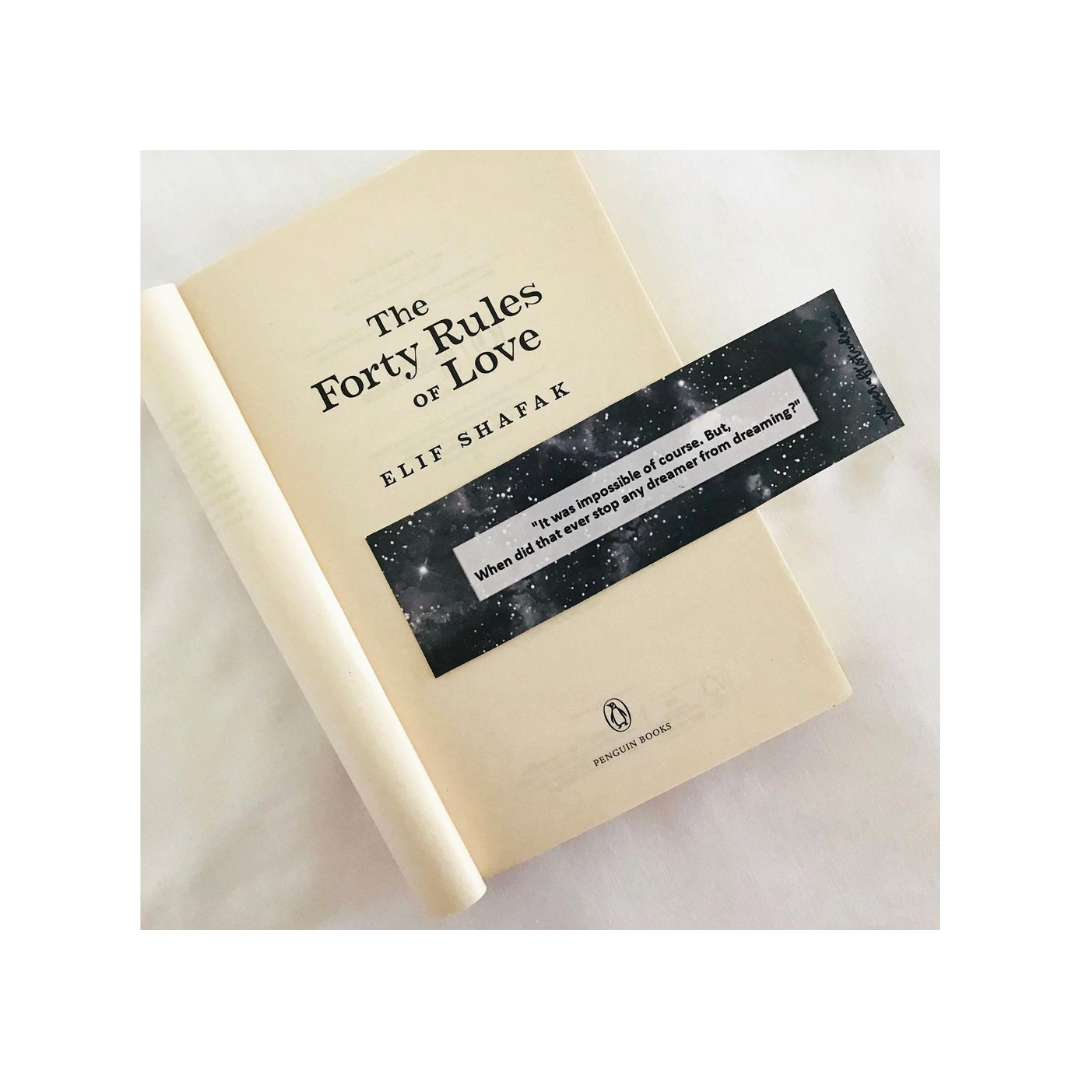 The
Forty Rules
OF Love
ELIF SHAFAK
"It was impossible of course. But,
When did that ever stop any dreamer from dreaming?"
PENGUIN BOOKS